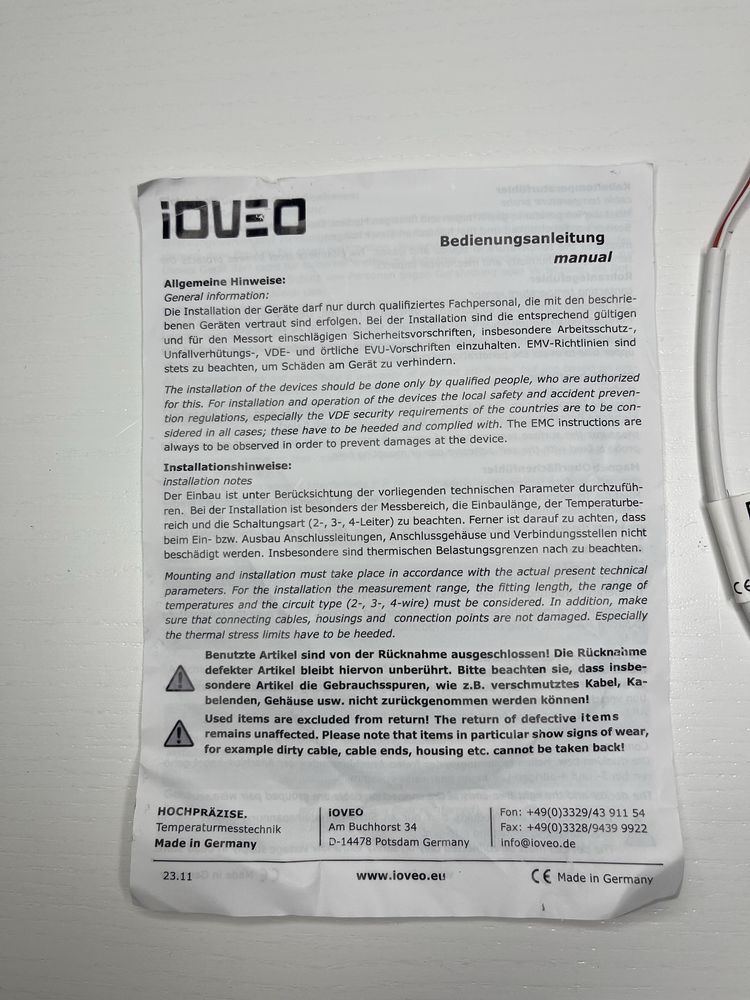 iOVEO
Bedienungsanleitung
manual
Allgemeine Hinweise:
General information:
Die Installation der Geräte darf nur durch qualifiziertes Fachpersonal, die mit den beschrie-
benen Geräten vertraut sind erfolgen. Bei der Installation sind die entsprechend gültigen
und für den Messort einschlägigen Sicherheitsvorschriften, insbesondere Arbeitsschutz-,
Unfallverhütungs-, VDE- und örtliche EVU-Vorschriften einzuhalten. EMV-Richtlinien sind
stets zu beachten, um Schäden am Gerät zu verhindern.
The installation of the devices should be done only by qualified people, who are authorized
for this. For installation and operation of the devices the local safety and accident preven-
tion regulations, especially the VDE security requirements of the countries are to be con-
sidered in all cases; these have to be heeded and complied with. The EMC instructions are
always to be observed in order to prevent damages at the device.
Installationshinweise:
installation notes
Der Einbau ist unter Berücksichtung der vorliegenden technischen Parameter durchzufüh-
ren. Bei der Installation ist besonders der Messbereich, die Einbaulänge, der Temperaturbe-
reich und die Schaltungsart (2-, 3-, 4-Leiter) zu beachten. Ferner ist darauf zu achten, dass
beim Ein- bzw. Ausbau Anschlussleitungen, Anschlussgehäuse und Verbindungsstellen nicht
beschädigt werden. Insbesondere sind thermischen Belastungsgrenzen nach zu beachten.
Mounting and installation must take place in accordance with the actual present technical
parameters. For the installation the measurement range, the fitting length, the range of
temperatures and the circuit type (2-, 3-, 4-wire) must be considered. In addition, make
sure that connecting cables, housings and connection points are not damaged. Especially
the thermal stress limits have to be heeded.
Benutzte Artikel sind von der Rücknahme ausgeschlossen! Die Rücknahme
defekter Artikel bleibt hiervon unberührt. Bitte beachten sie, dass insbe-
sondere Artikel die Gebrauchsspuren, wie z.B. verschmutztes Kabel, Ka-
belenden, Gehäuse usw. nicht zurückgenommen werden können!
Used items are excluded from return! The return of defective items
remains unaffected. Please note that items in particular show signs of wear,
for example dirty cable, cable ends, housing etc. cannot be taken back!
HOCHPRÄZISE.
Temperaturmesstechnik
Made in Germany
iOVEO
Am Buchhorst 34
D-14478 Potsdam Germany
Fon: +49(0)3329/43 911 54
Fax: +49(0)3328/9439 9922
info@ioveo.de
23.11
www.ioveo.eu
CE Made in Germany
CE